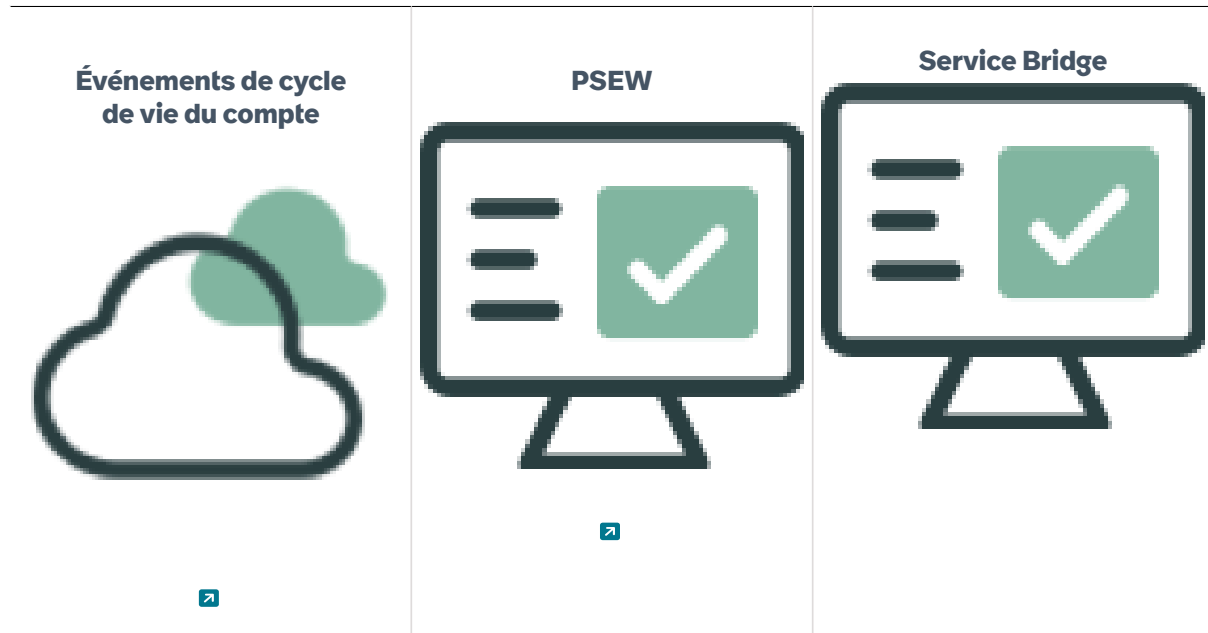 Événements de cycle
de vie du compte
PSEW
Service Bridge